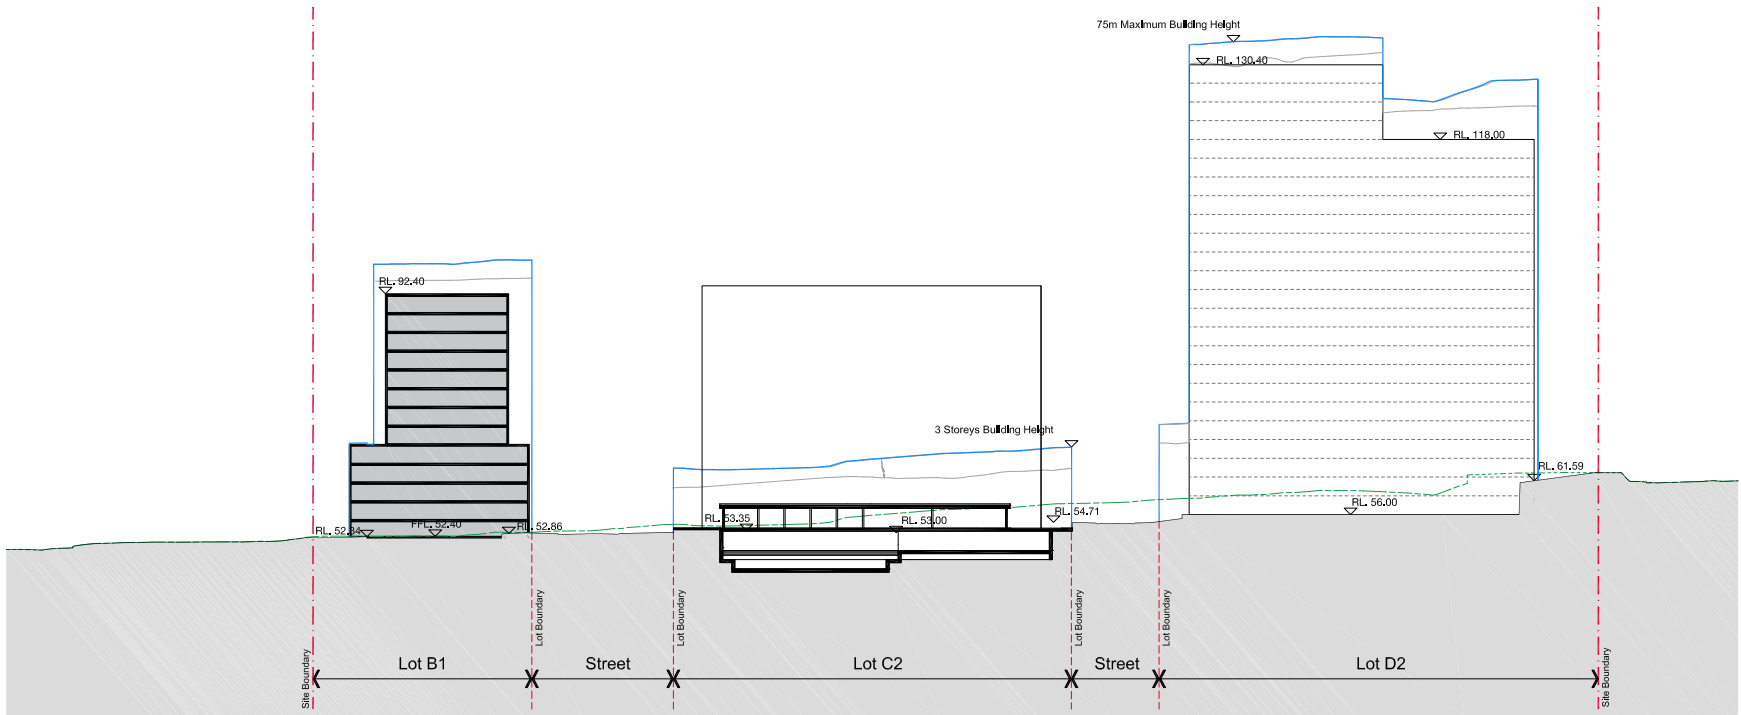 75m Maximum Building Height
RL. 130.40
RL. 118.00
RL. 92.40
3 Storeys Building Height
RL. 61.59
RL. 56.00
RL. 54.71
RL. 53.35
RL. 53.00
RL. 52.34
FFL. 52.40
RL. 52.86
Lot Boundary
Lot Boundary
Lot Boundary
Lot Boundary
Site Boundary
Lot B1
Street
Lot C2
Street
Lot D2
Site Boundary